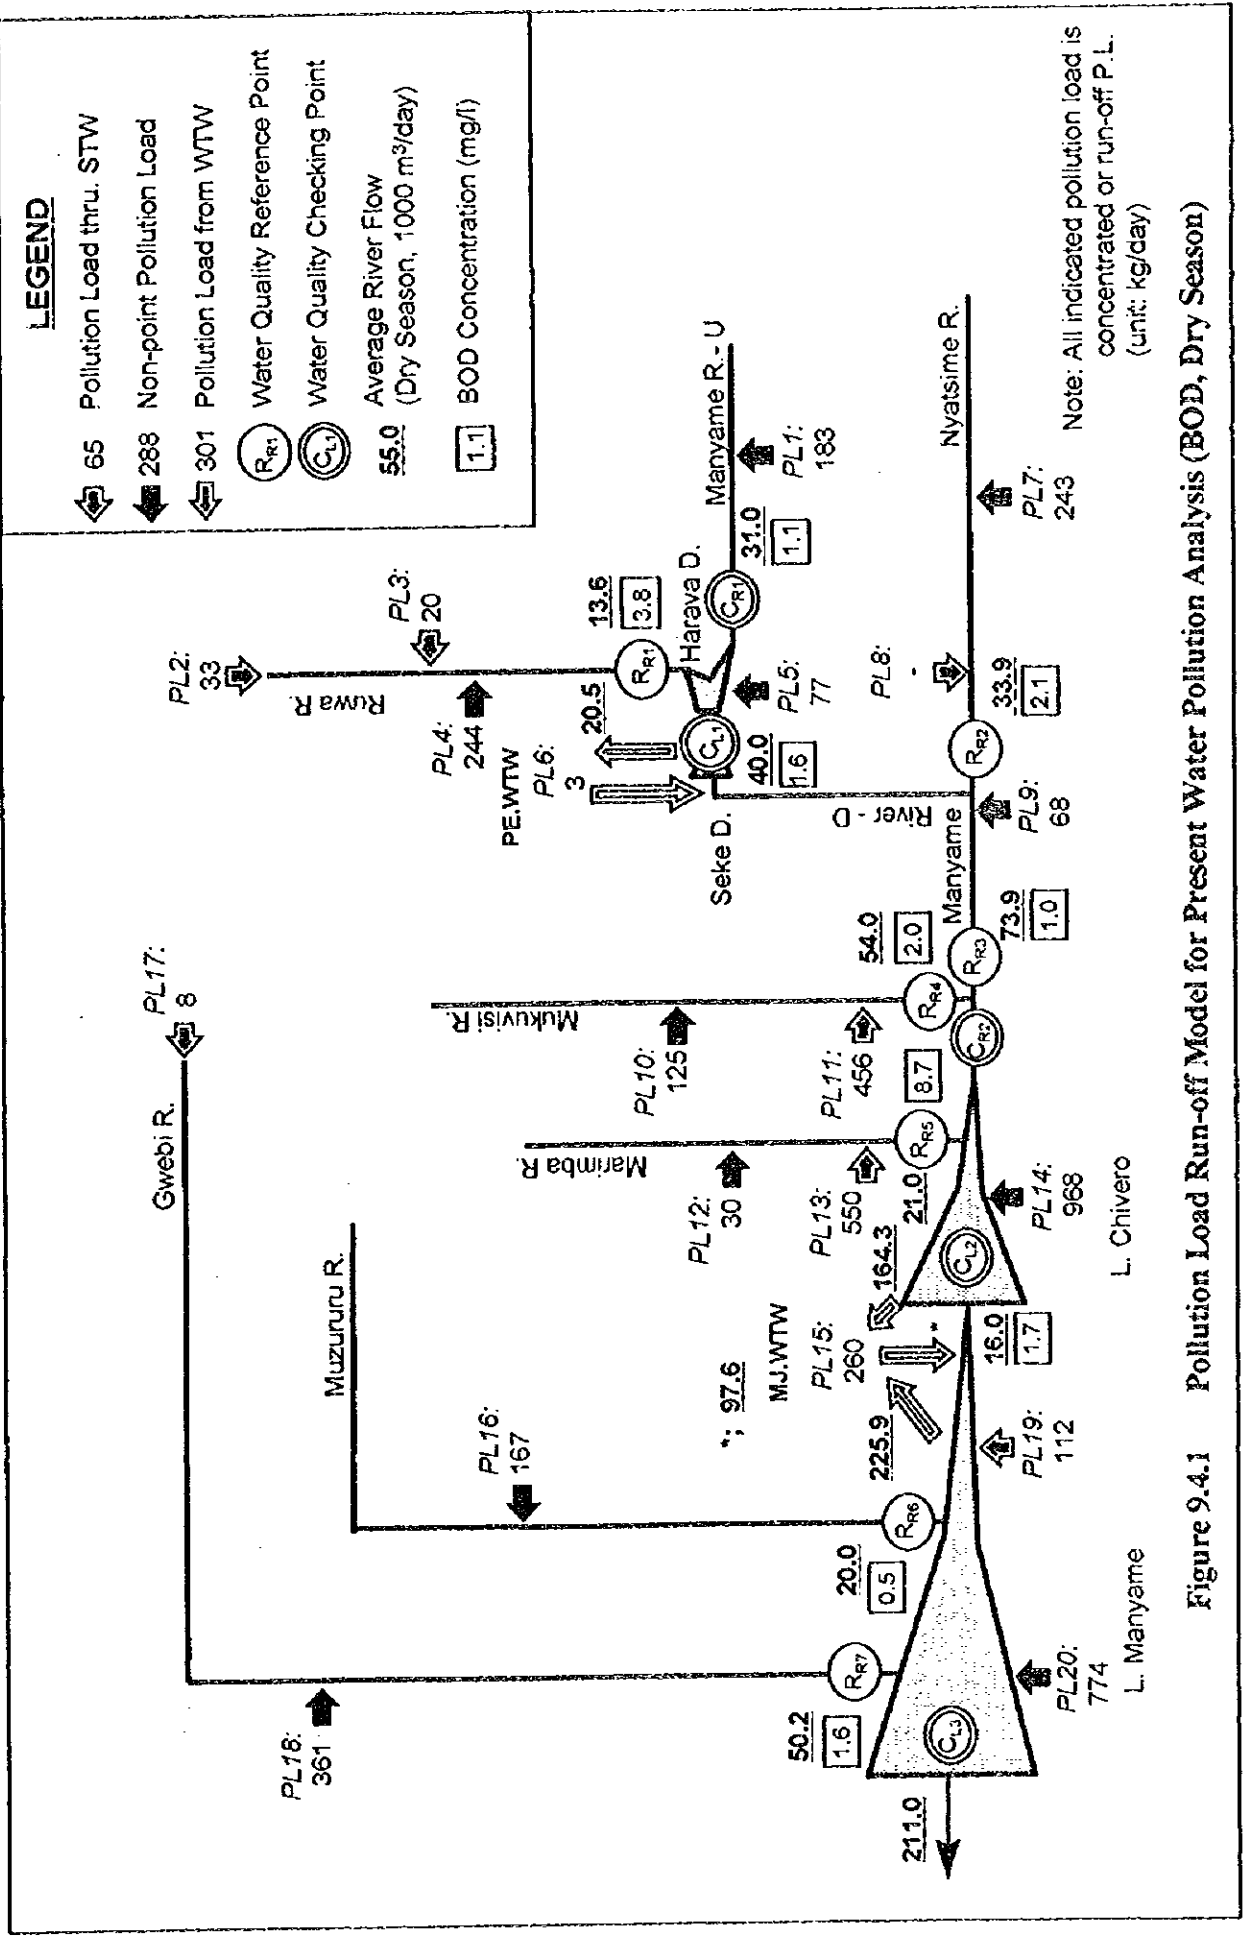 LEGEND
65 Pollution Load thru. STW
288 Non-point Pollution Load
301 Pollution Load from WTW
RR1 Water Quality Reference Point
CL1 Water Quality Checking Point
55.0 Average River Flow
(Dry Season, 1000 m³/day)
1.1 BOD Concentration (mg/l)
Gwebi R.
PL17:
8
PL18:
361
Muzururu R.
PL16:
167
PL2:
33
Ruwa R.
PL3:
20
PL4:
244
PE.WTW
PL6:
3
20.5
13.6
3.8
RR1
Harava D.
Manyame R.- U
CR1
31.0
1.1
PL1:
183
CL1
PL5:
77
40.0
1.6
Seke D.
River - D
Manyame
PL8:
-
Nyatsime R.
PL7:
243
RR2
33.9
2.1
PL9:
68
RR3
73.9
1.0
Mukuvisi R.
PL10:
125
PL11:
456
54.0
2.0
RR4
CR2
Marimba R.
PL12:
30
PL13:
550
8.7
RR5
21.0
164.3
CL2
PL14:
968
L. Chivero
*; 97.6
MJ.WTW
PL15:
260
*
16.0
1.7
225.9
PL19:
112
20.0
0.5
RR6
RR7
50.2
1.6
CL3
PL20:
774
L. Manyame
211.0
Note: All indicated pollution load is
concentrated or run-off P.L.
(unit: kg/day)
Figure 9.4.1 Pollution Load Run-off Model for Present Water Pollution Analysis (BOD, Dry Season)